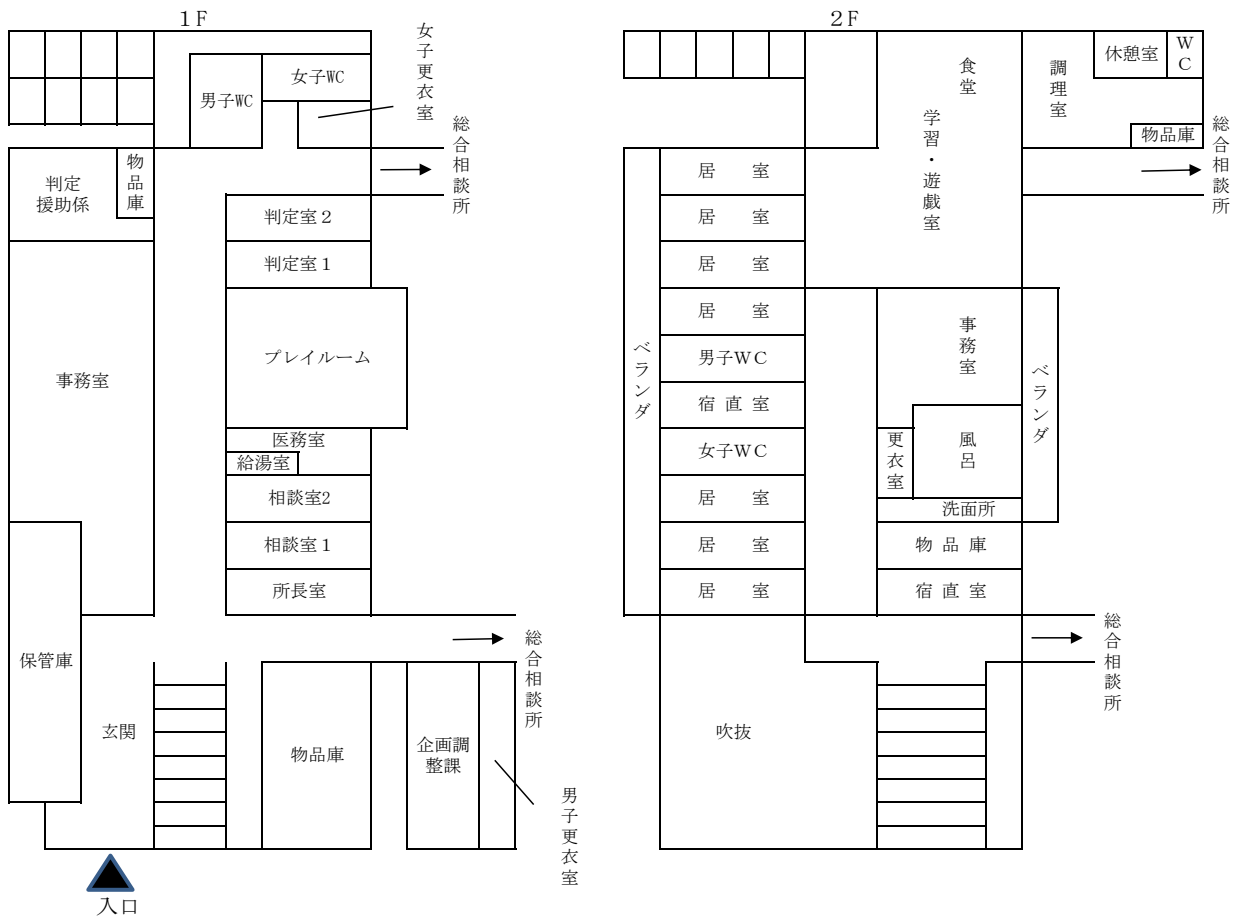 １Ｆ
女子更衣室
女子WC
男子WC
総合相談所
物品庫
判定
援助係
判定室２
判定室１
プレイルーム
事務室
医務室
給湯室
相談室2
相談室１
所長室
総合相談所
保管庫
玄関
物品庫
企画調
整課
男子更衣室
入口
２Ｆ
食堂
調理室
休憩室
ＷＣ
物品庫
総合相談所
学習・遊戯室
居　室
居　室
居　室
居　室
男子ＷＣ
宿 直 室
女子ＷＣ
居　室
居　室
居　室
ベランダ
事務室
ベランダ
更衣室
風呂
洗面所
物 品 庫
宿 直 室
総合相談所
吹抜